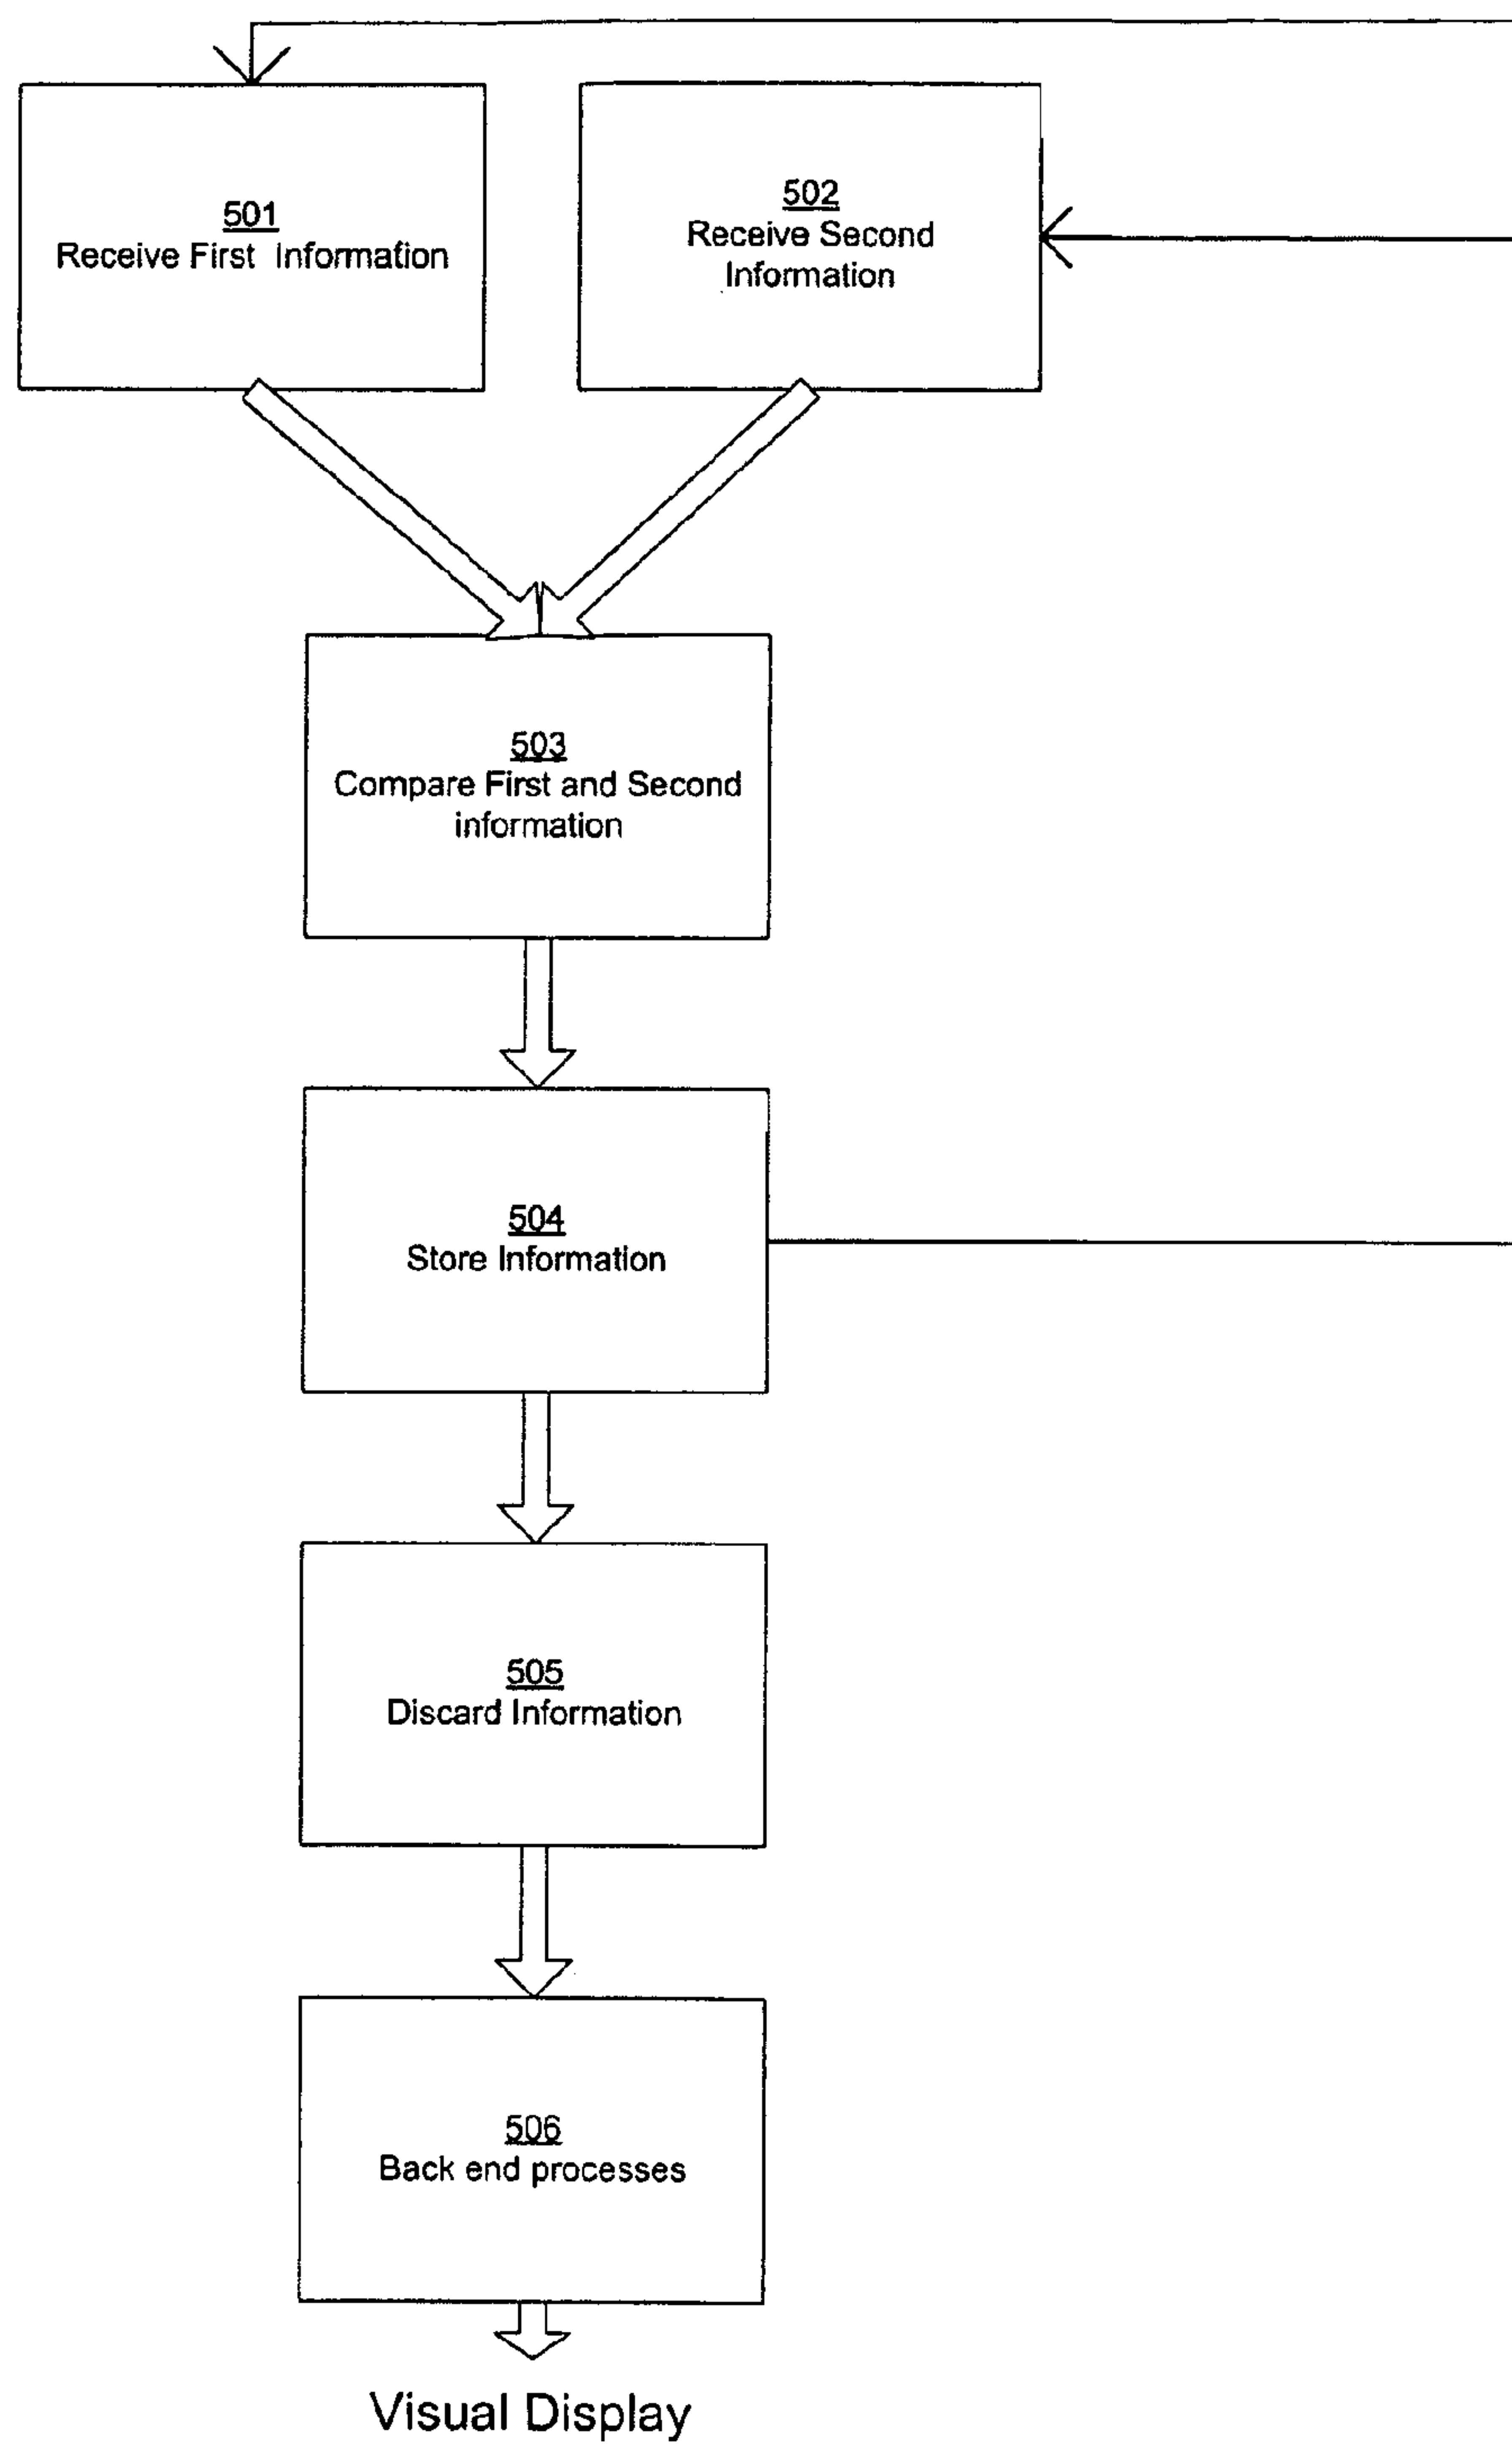 501
Receive First Information
502
Receive Second
Information
503
Compare First and Second
information
504
Store Information
505
Discard Information
506
Back end processes
Visual Display